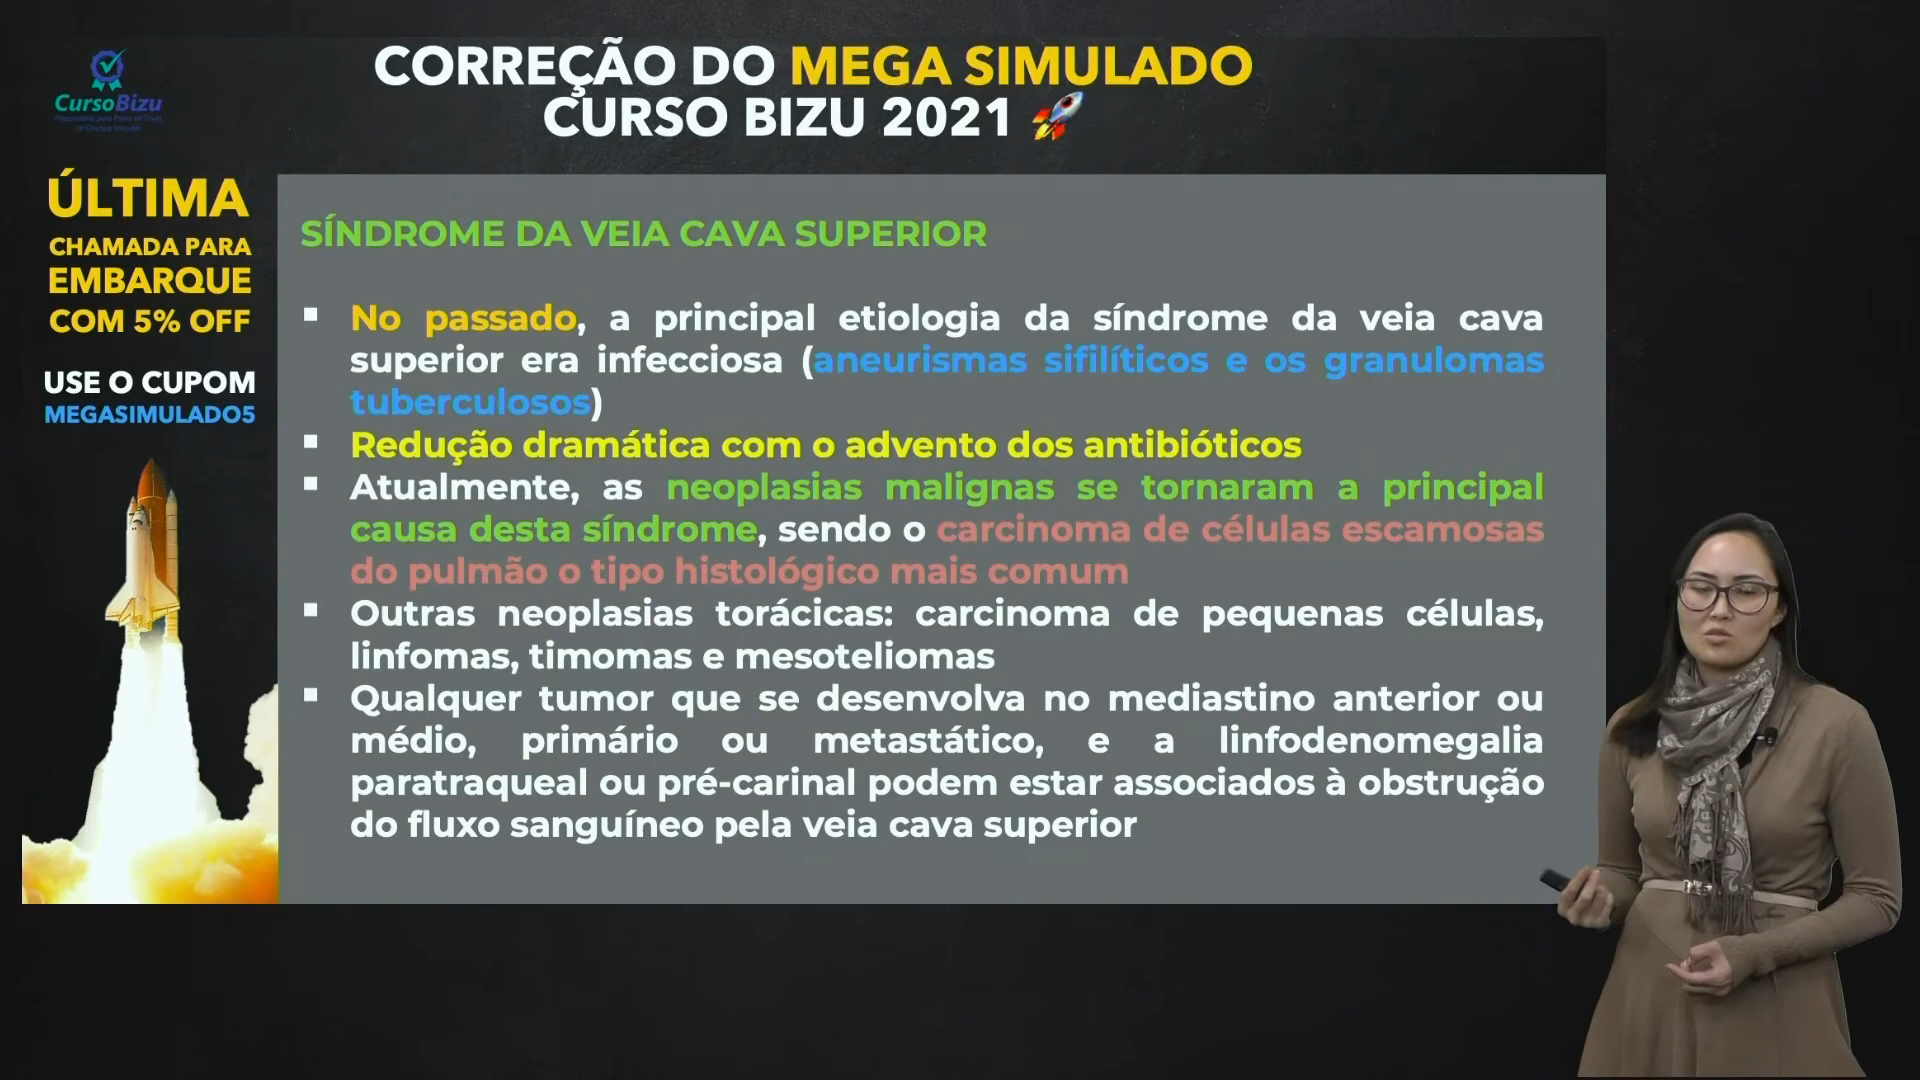 CORREÇÃO DO MEGA SIMULADO
CURSO BIZU 2021
CursoBizu
ÚLTIMA
CHAMADA PARA
EMBARQUE
COM 5% OFF
USE O CUPOM
MEGASIMULADO5
SÍNDROME DA VEIA CAVA SUPERIOR
▪ No passado, a principal etiologia da síndrome da veia cava
superior era infecciosa (aneurismas sifilíticos e os granulomas
tuberculosos)
▪ Redução dramática com o advento dos antibióticos
▪ Atualmente, as neoplasias malignas se tornaram a principal
causa desta síndrome, sendo o carcinoma de células escamosas
do pulmão o tipo histológico mais comum
▪ Outras neoplasias torácicas: carcinoma de pequenas células,
linfomas, timomas e mesoteliomas
▪ Qualquer tumor que se desenvolva no mediastino anterior ou
médio, primário ou metastático, e a linfodenomegalia
paratraqueal ou pré-carinal podem estar associados à obstrução
do fluxo sanguíneo pela veia cava superior